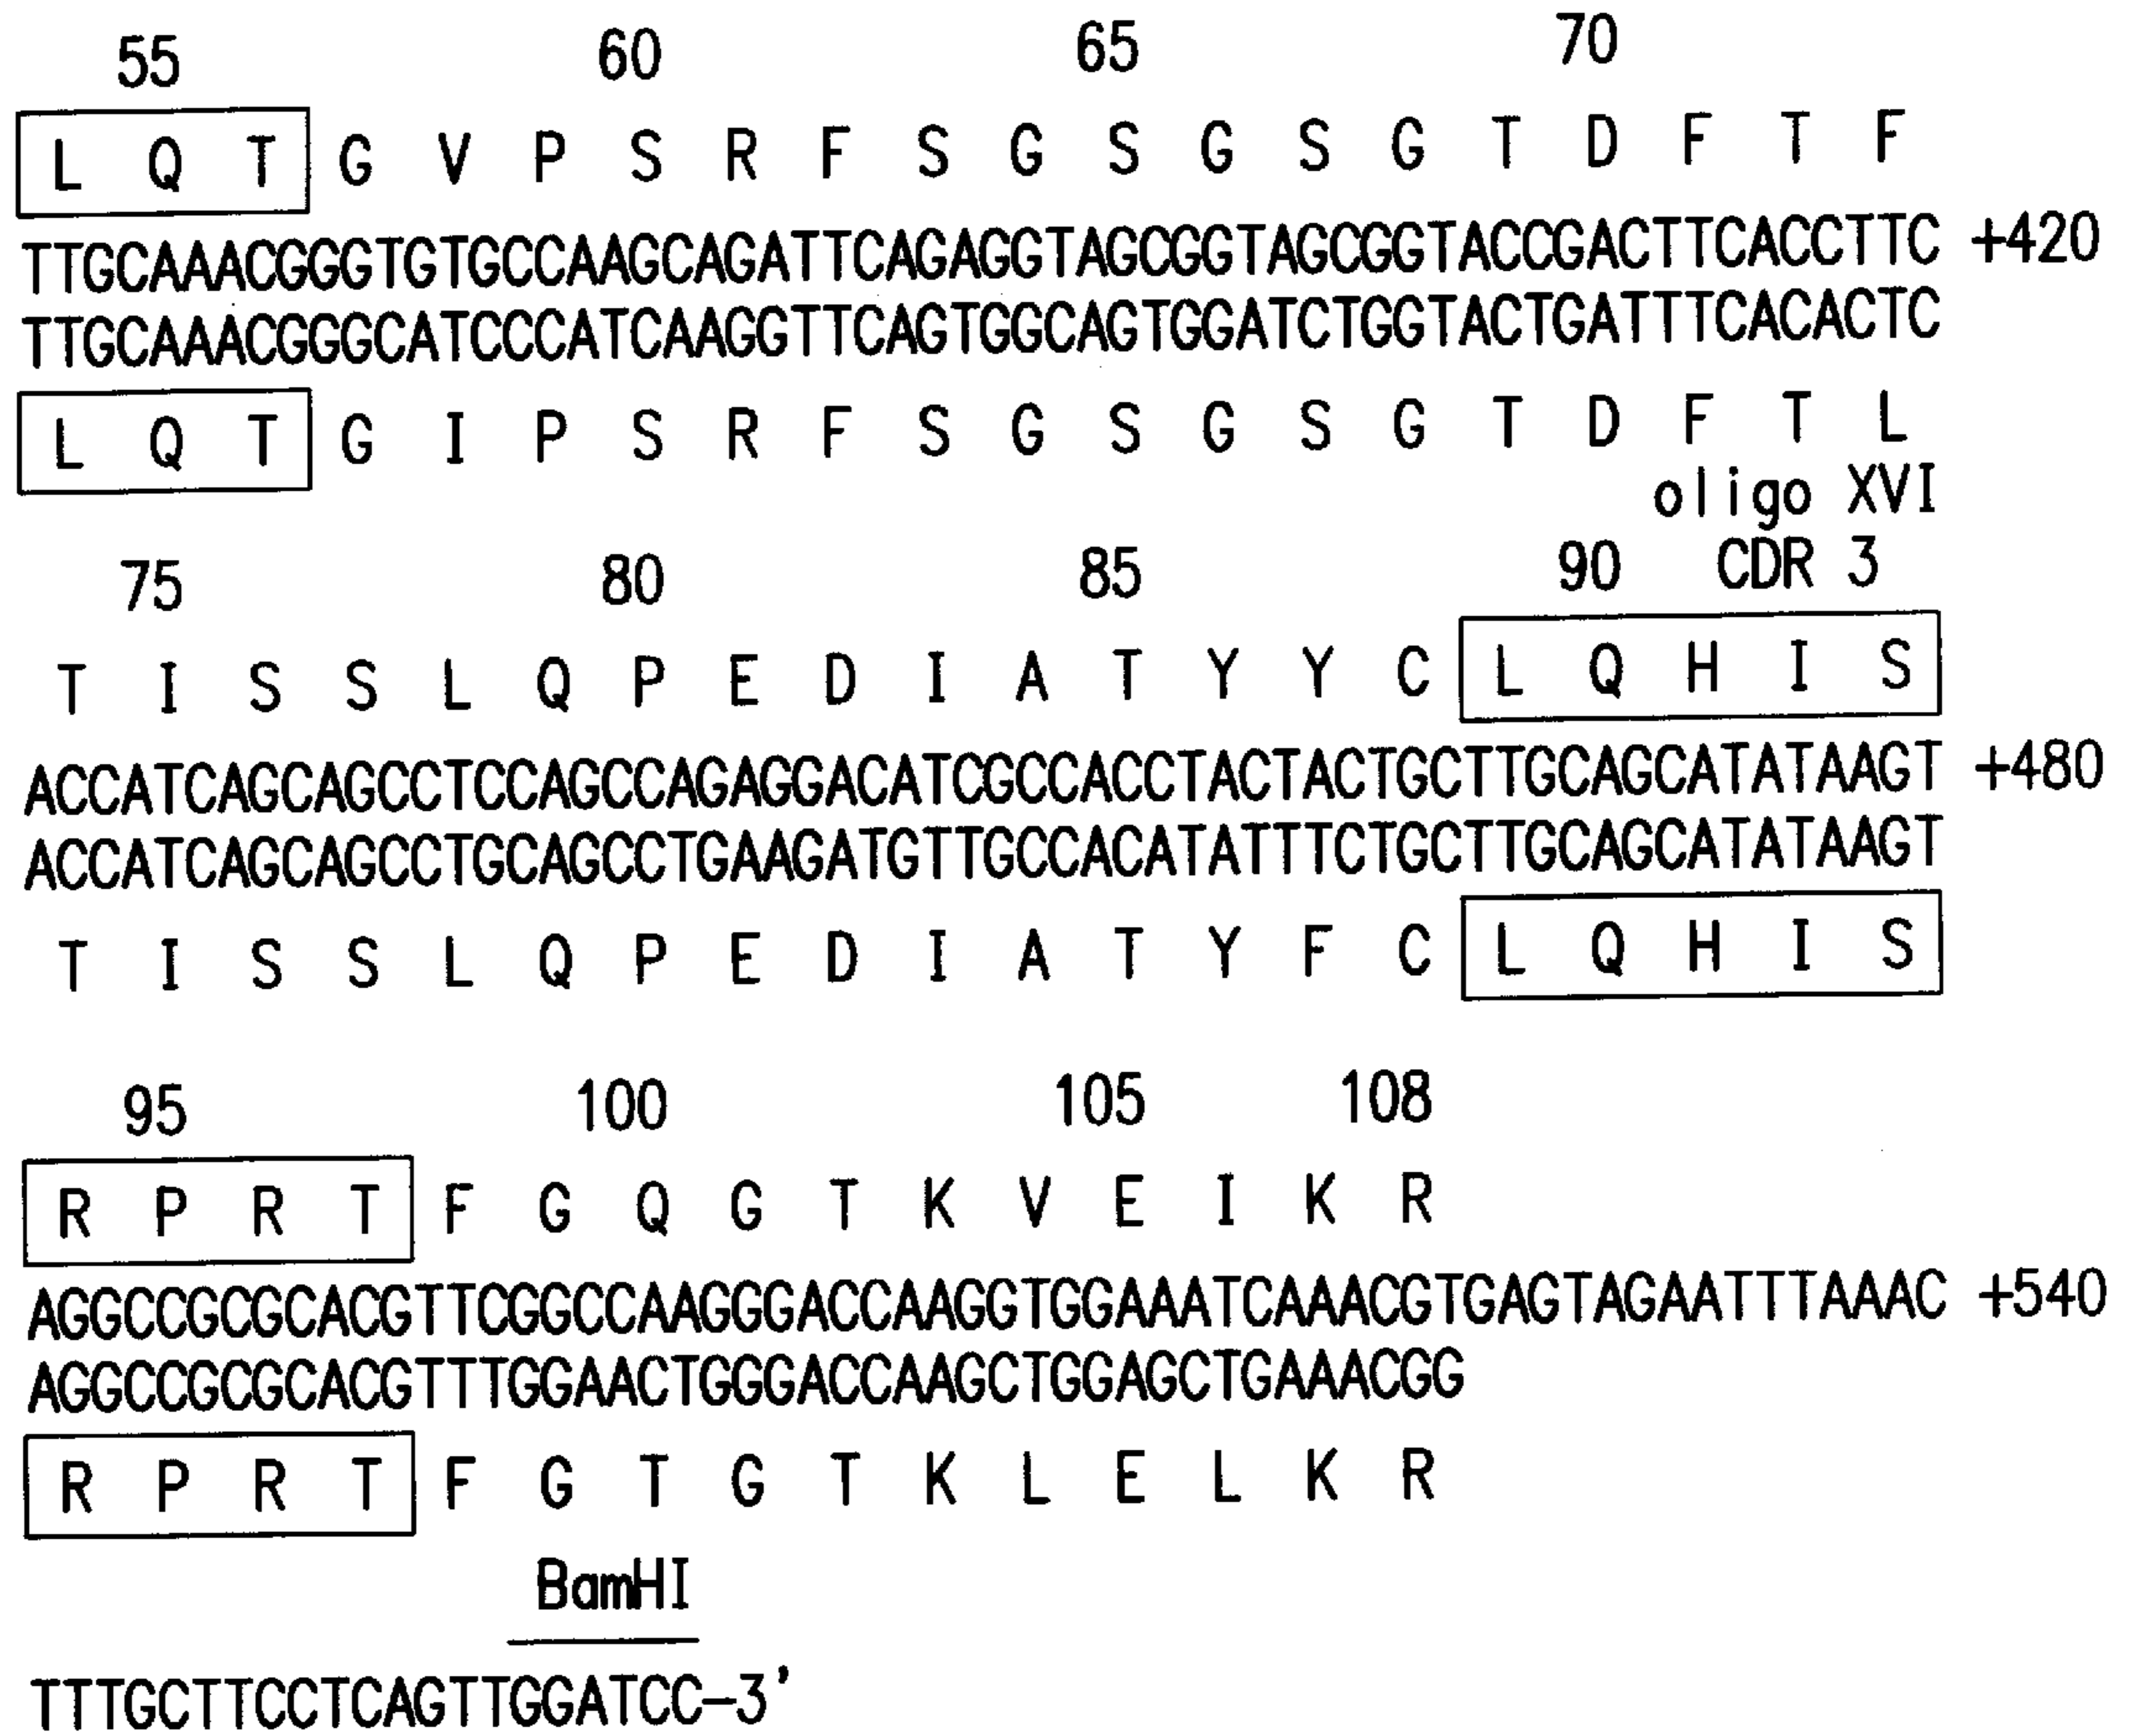 55 60 65 70
L Q T G V P S R F S G S G S G T D F T F
TTGCAAACGGGTGTGCCAAGCAGATTCAGAGGTAGCGGTAGCGGTACCGACTTCACCTTC +420
TTGCAAACGGGCATCCCATCAAGGTTCAGTGGCAGTGGATCTGGTACTGATTTCACACTC
L Q T G I P S R F S G S G S G T D F T L
oligo XVI
75 80 85 90 CDR 3
T I S S L Q P E D I A T Y Y C L Q H I S
ACCATCAGCAGCCTCCAGCCAGAGGACATCGCCACCTACTACTGCTTGCAGCATATAAGT +480
ACCATCAGCAGCCTGCAGCCTGAAGATGTTGCCACATATTTCTGCTTGCAGCATATAAGT
T I S S L Q P E D I A T Y F C L Q H I S
95 100 105 108
R P R T F G Q G T K V E I K R
AGGCCGCGCACGTTCGGCCAAGGGACCAAGGTGGAAATCAAACGTGAGTAGAATTTAAAC +540
AGGCCGCGCACGTTTGGAACTGGGACCAAGCTGGAGCTGAAACGG
R P R T F G T G T K L E L K R
BamHI
TTTGCTTCCTCAGTTGGATCC-3'